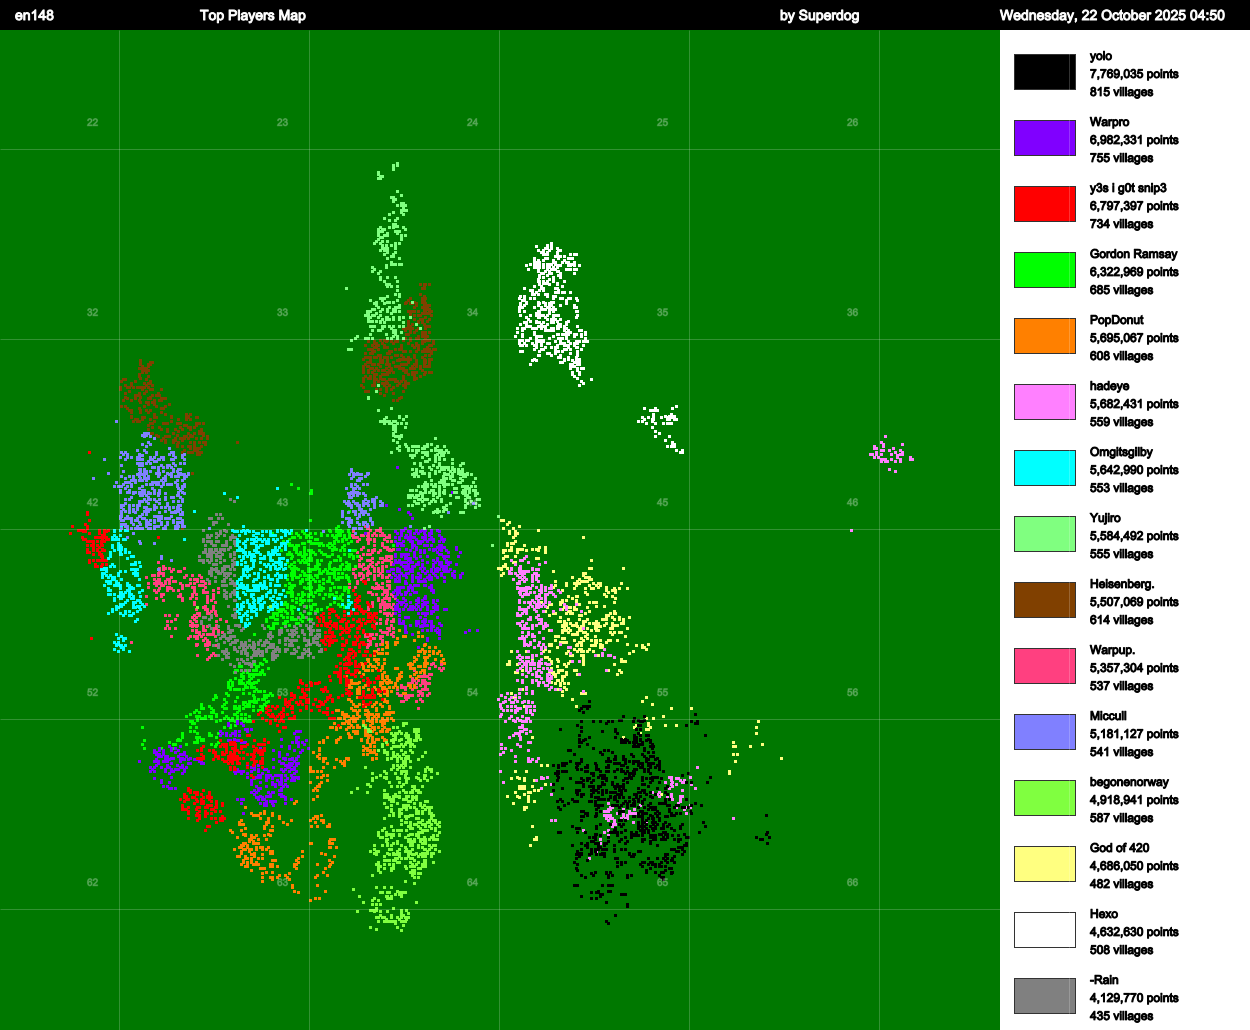 en148 Top Players Map by Superdog Wednesday, 22 October 2025 04:50
yolo
7,769,035 points
815 villages
Warpro
6,982,331 points
755 villages
y3s i g0t snip3
6,797,397 points
734 villages
Gordon Ramsay
6,322,969 points
685 villages
PopDonut
5,695,067 points
608 villages
hadeye
5,682,431 points
559 villages
Omgitsgilby
5,642,990 points
553 villages
Yujiro
5,584,492 points
555 villages
Heisenberg.
5,507,069 points
614 villages
Warpup.
5,357,304 points
537 villages
Miccull
5,181,127 points
541 villages
begonenorway
4,918,941 points
587 villages
God of 420
4,686,050 points
482 villages
Hexo
4,632,630 points
508 villages
-Rain
4,129,770 points
435 villages
22 23 24 25 26
32 33 34 35 36
42 43 45 46
52 53 54 55 56
62 63 64 65 66